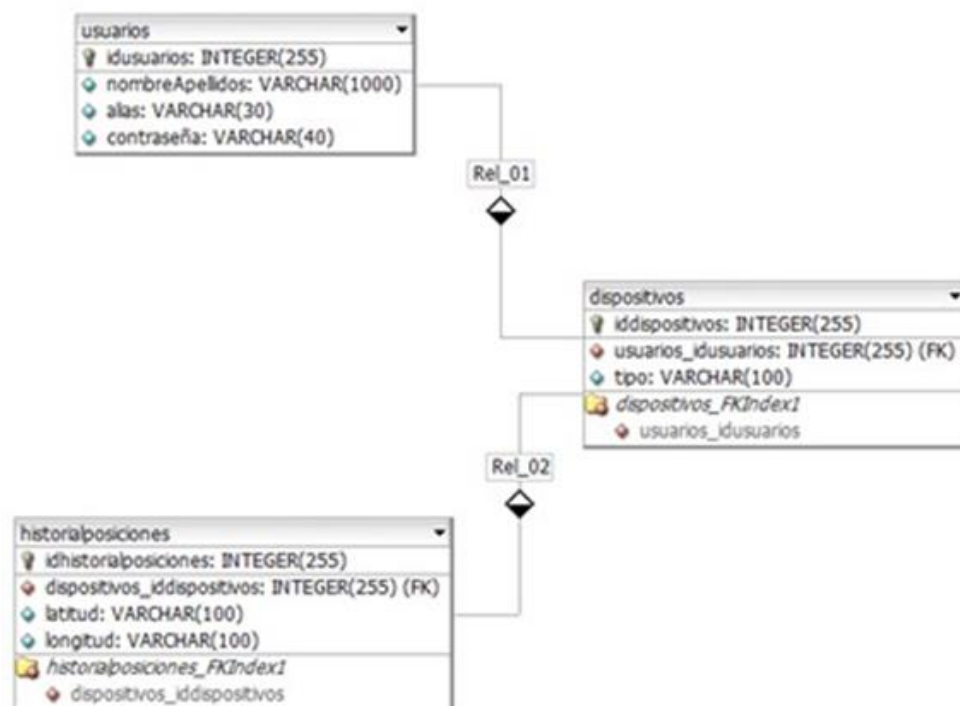 usuarios
idusuarios: INTEGER(255)
nombreApellidos: VARCHAR(1000)
alias: VARCHAR(30)
contraseña: VARCHAR(40)
Rel_01
dispositivos
iddispositivos: INTEGER(255)
usuarios_idusuarios: INTEGER(255) (FK)
tipo: VARCHAR(100)
dispositivos_FKIndex1
usuarios_idusuarios
Rel_02
historialposiciones
idhistorialposiciones: INTEGER(255)
dispositivos_iddispositivos: INTEGER(255) (FK)
latitud: VARCHAR(100)
longitud: VARCHAR(100)
historialposiciones_FKIndex1
dispositivos_iddispositivos